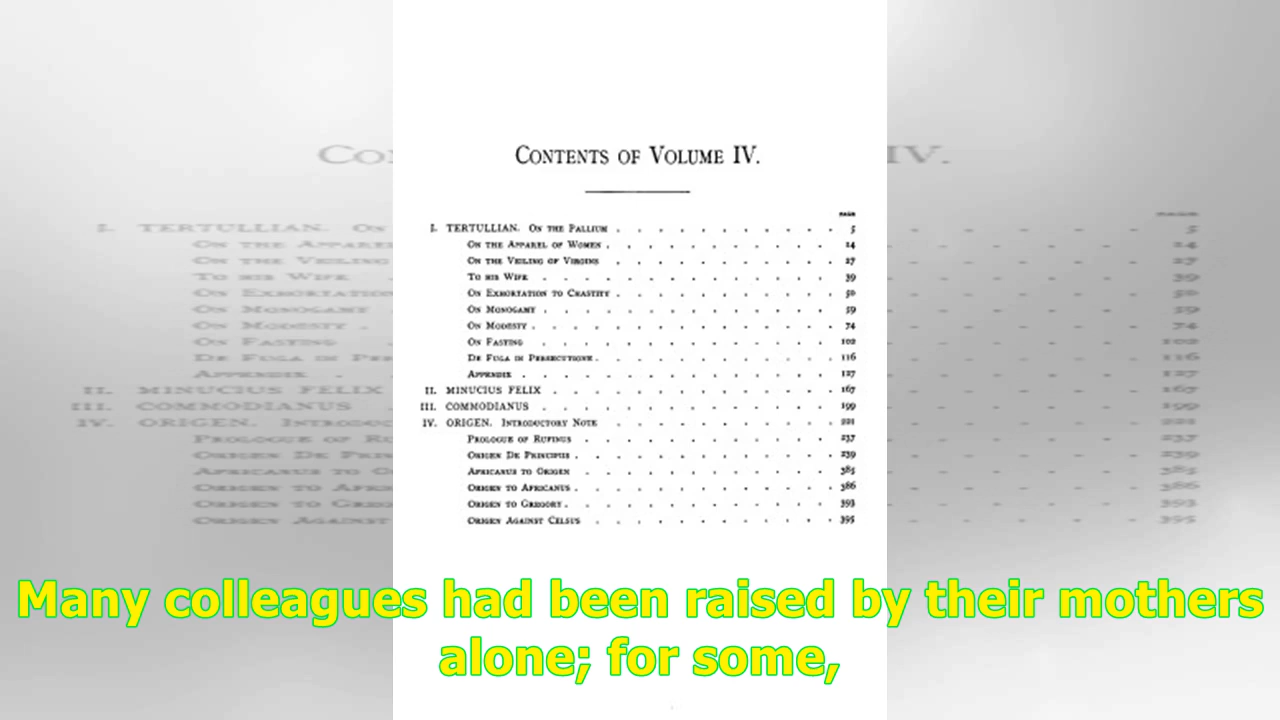 CONTENTS OF VOLUME IV.
PAGE
I. TERTULLIAN. ON THE PALLIUM . . . . . . . . . . . 5
ON THE APPAREL OF WOMEN . . . . . . . . . . 14
ON THE VEILING OF VIRGINS . . . . . . . . . . 27
TO HIS WIFE . . . . . . . . . . . . 39
ON EXHORTATION TO CHASTITY . . . . . . . . . . 50
ON MONOGAMY . . . . . . . . . . . . 59
ON MODESTY . . . . . . . . . . . . 74
ON FASTING . . . . . . . . . . . . 102
DE FUGA IN PERSECUTIONE . . . . . . . . . . 116
APPENDIX . . . . . . . . . . . . 127
II. MINUCIUS FELIX . . . . . . . . . . . . 167
III. COMMODIANUS . . . . . . . . . . . . 199
IV. ORIGEN. INTRODUCTORY NOTE . . . . . . . . . . 221
PROLOGUE OF RUFINUS . . . . . . . . . . 237
ORIGEN DE PRINCIPIIS . . . . . . . . . . 239
AFRICANUS TO ORIGEN . . . . . . . . . . 385
ORIGEN TO AFRICANUS . . . . . . . . . . 386
ORIGEN TO GREGORY . . . . . . . . . . 393
ORIGEN AGAINST CELSUS . . . . . . . . . . 395
Many colleagues had been raised by their mothers
alone; for some,